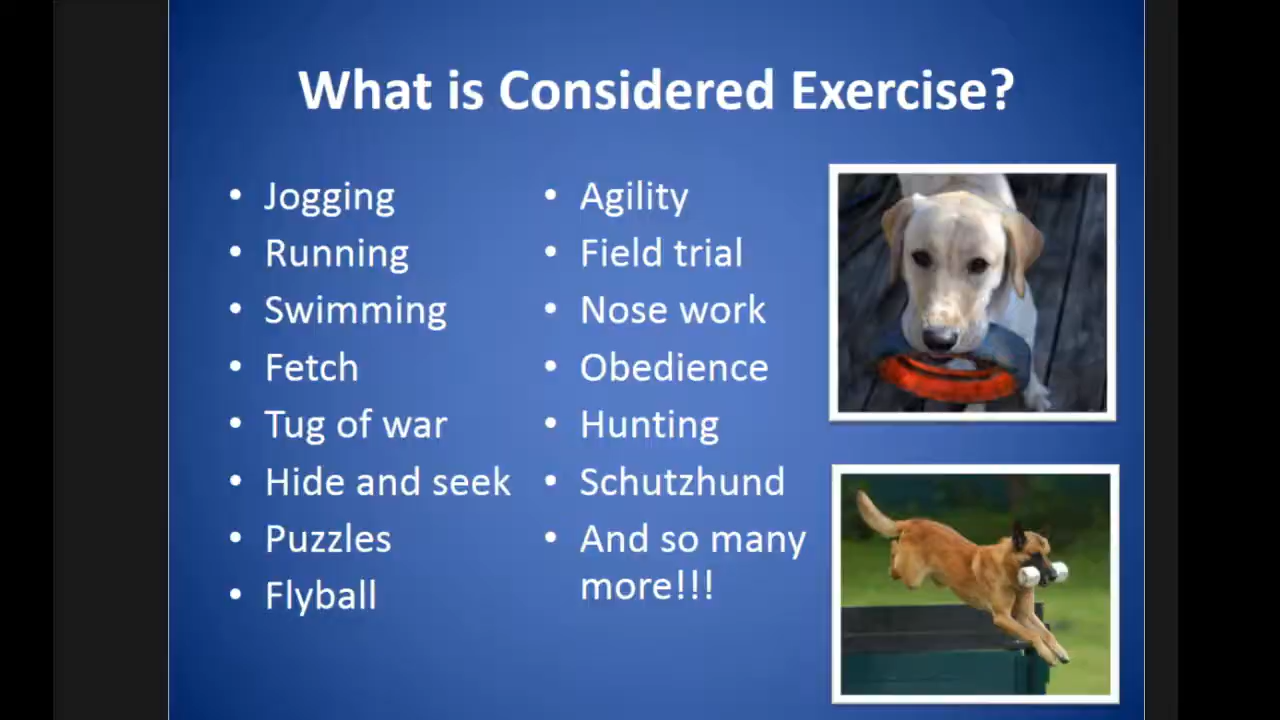 What is Considered Exercise?
• Jogging
• Running
• Swimming
• Fetch
• Tug of war
• Hide and seek
• Puzzles
• Flyball
• Agility
• Field trial
• Nose work
• Obedience
• Hunting
• Schutzhund
• And so many
more!!!